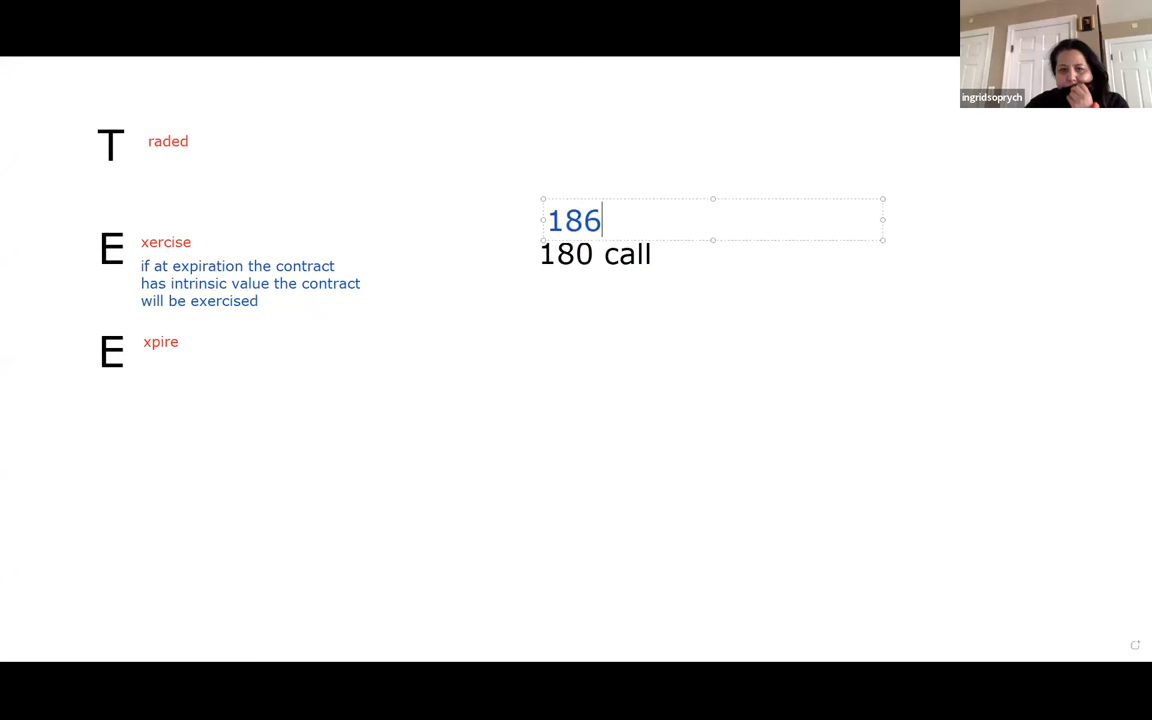 ingridsoprych
T raded
E xercise
if at expiration the contract
has intrinsic value the contract
will be exercised
E xpire
186
180 call